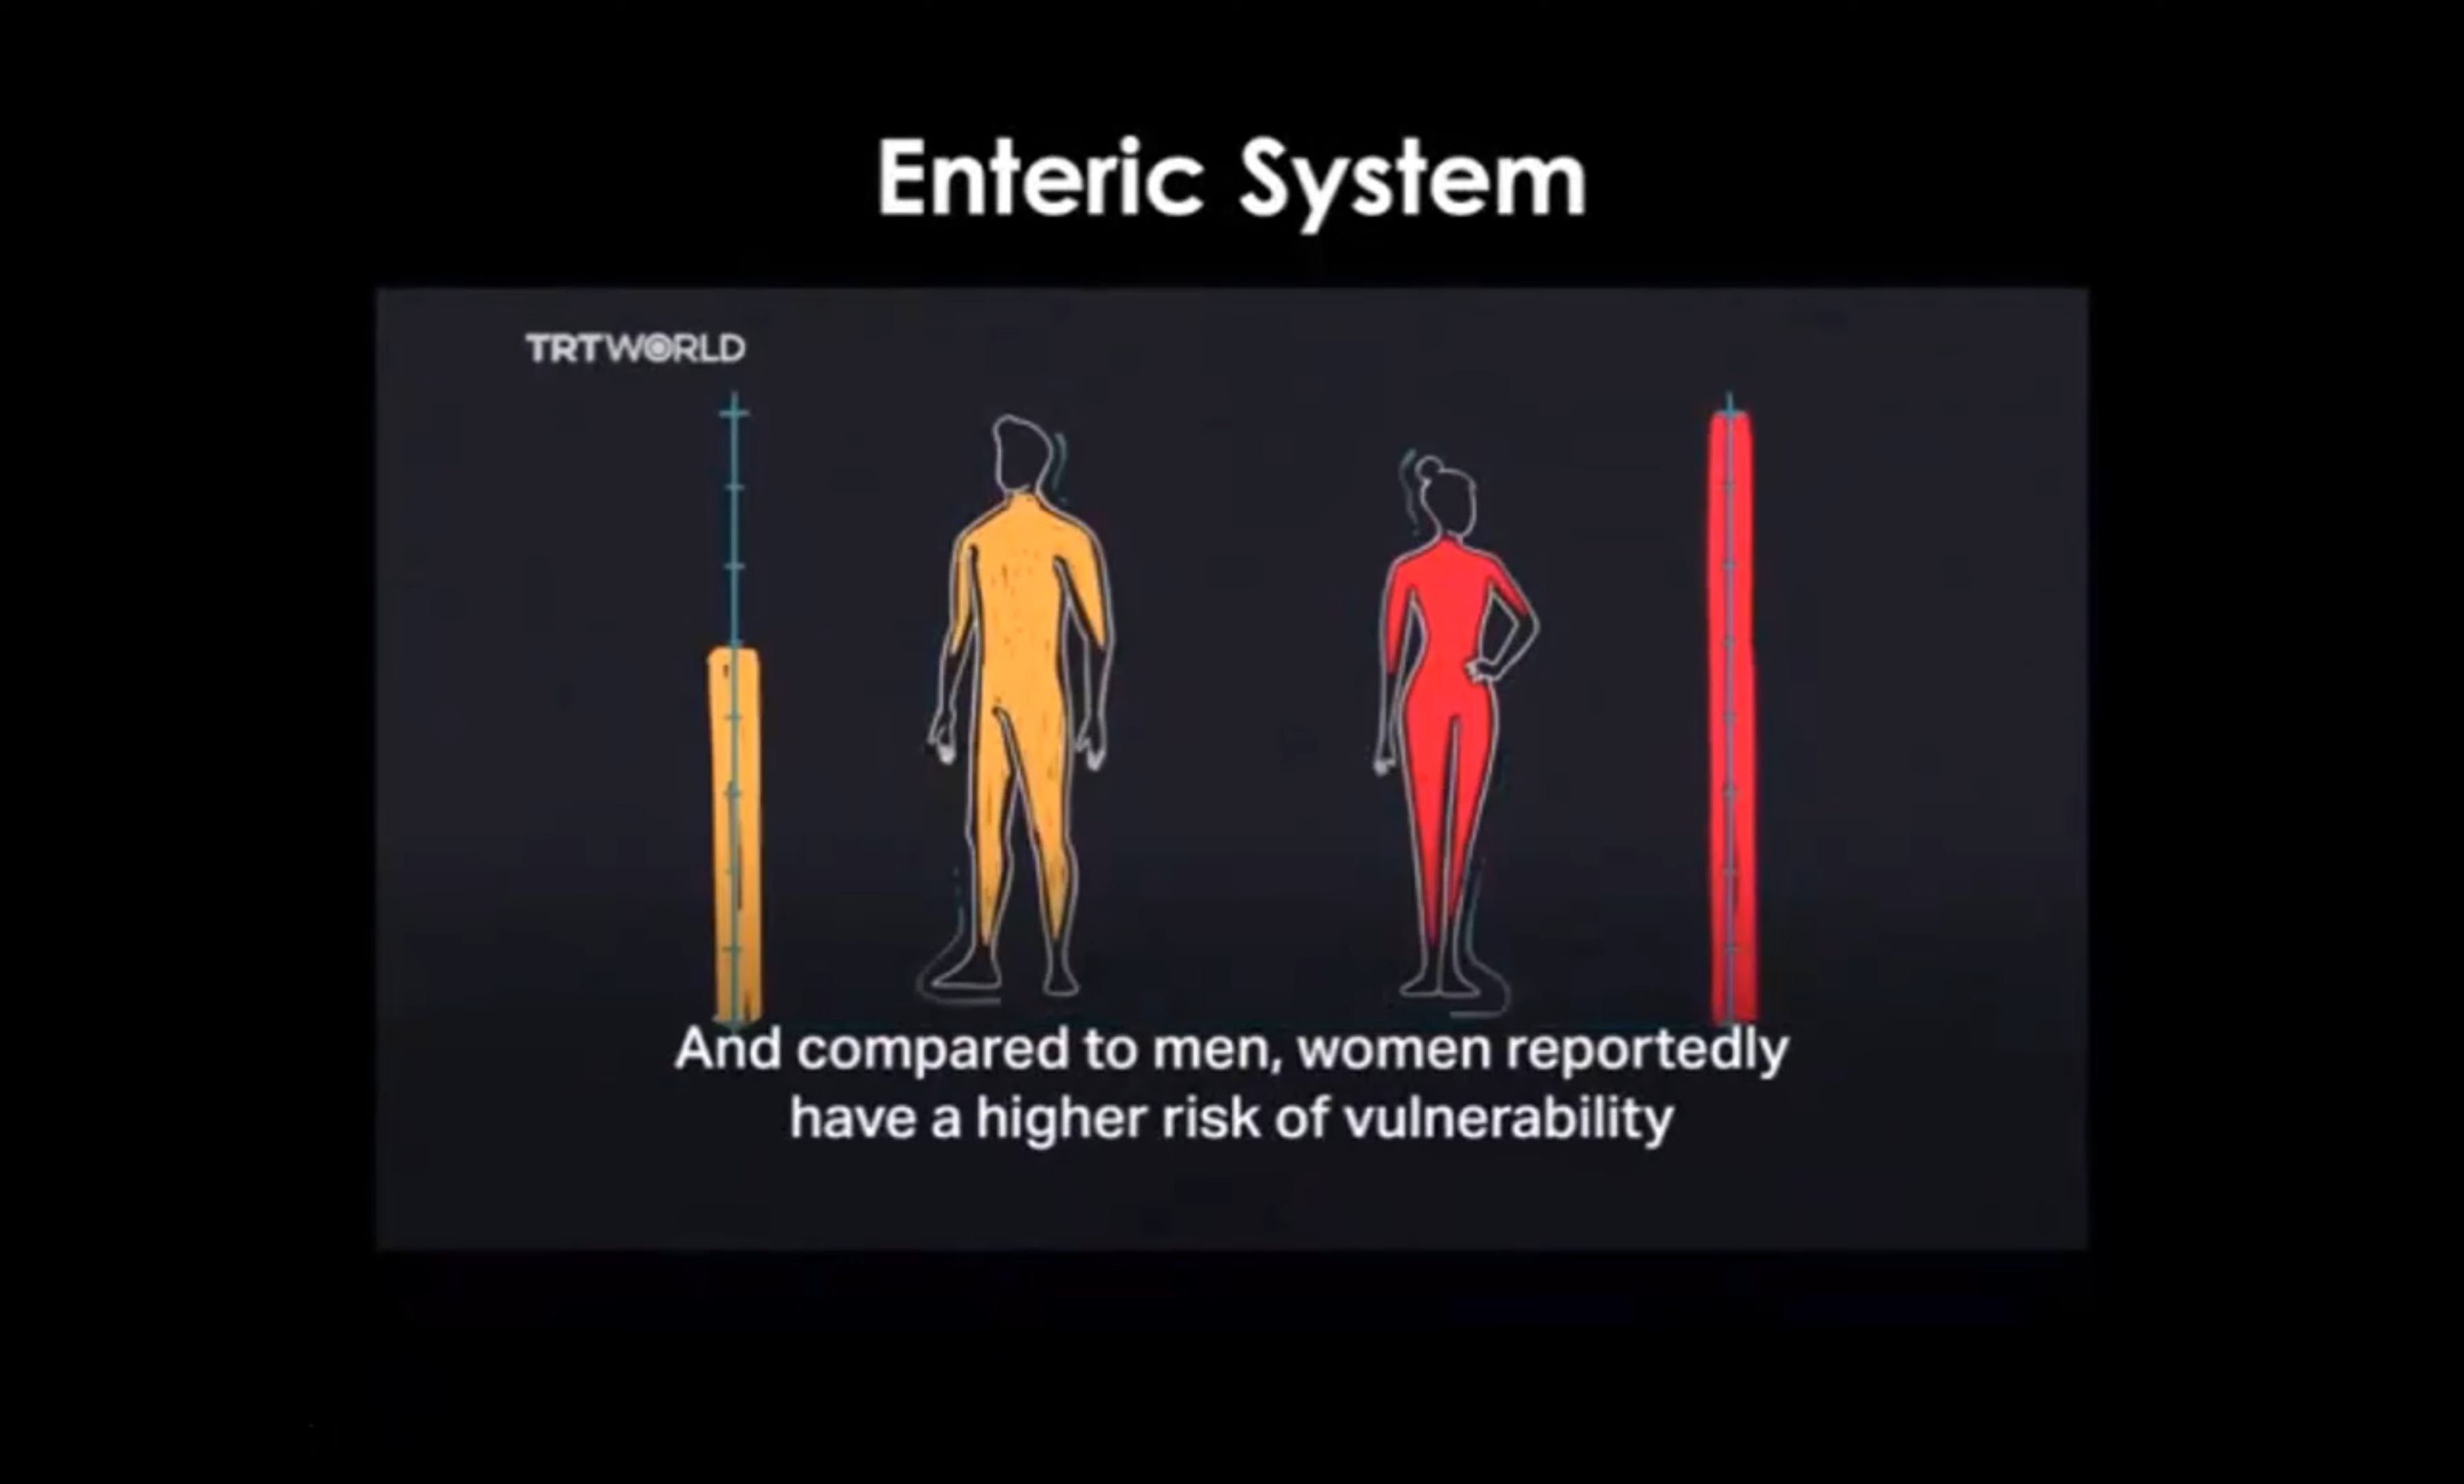 Enteric System
TRTWORLD
And compared to men, women reportedly
have a higher risk of vulnerability